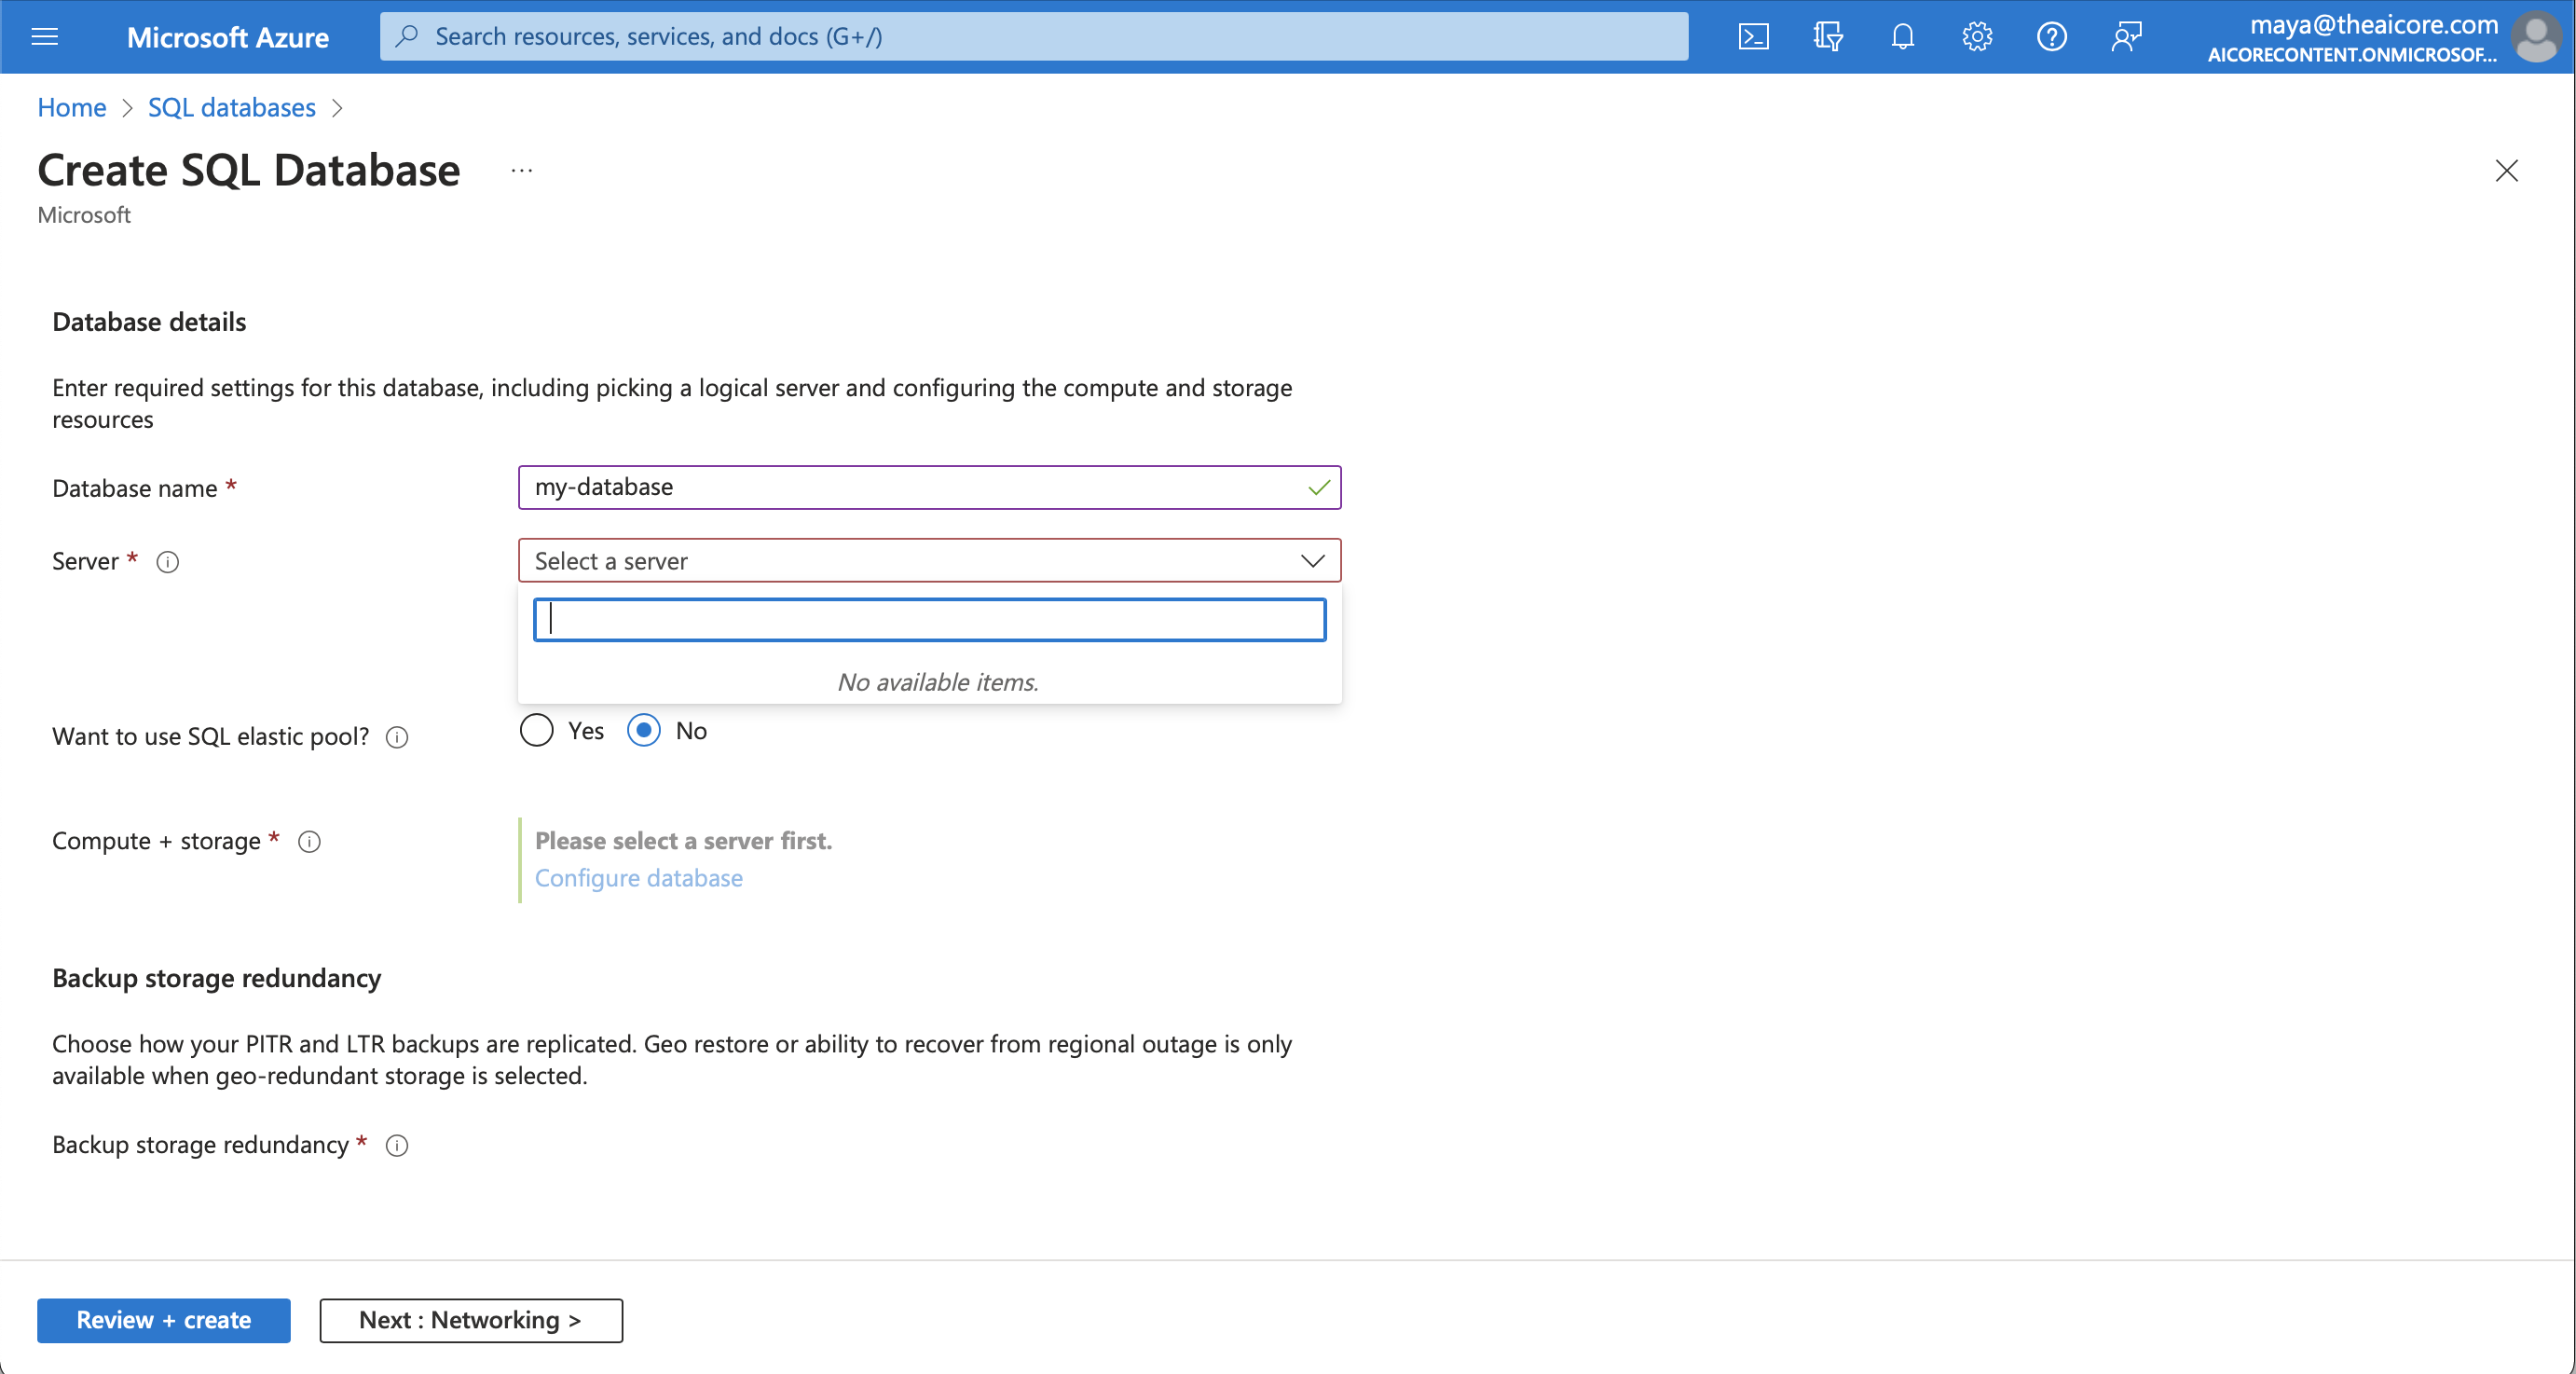 Microsoft Azure
Search resources, services, and docs (G+/)
maya@theaicore.com
AICORECONTENT.ONMICROSOF...
Home > SQL databases >
Create SQL Database ...
Microsoft
Database details
Enter required settings for this database, including picking a logical server and configuring the compute and storage
resources
Database name *
my-database
Server *
Select a server
No available items.
Want to use SQL elastic pool?
Yes
No
Compute + storage *
Please select a server first.
Configure database
Backup storage redundancy
Choose how your PITR and LTR backups are replicated. Geo restore or ability to recover from regional outage is only
available when geo-redundant storage is selected.
Backup storage redundancy *
Review + create
Next : Networking >